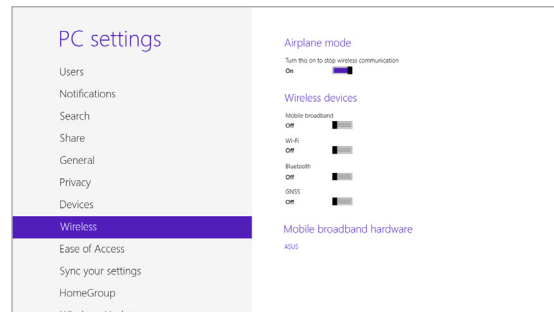 PC settings
Users
Notifications
Search
Share
General
Privacy
Devices
Wireless
Ease of Access
Sync your settings
HomeGroup
Airplane mode
Turn this on to stop wireless communication
On
Wireless devices
Mobile broadband
Off
Wi-Fi
Off
Bluetooth
Off
GNSS
Off
Mobile broadband hardware
ASUS